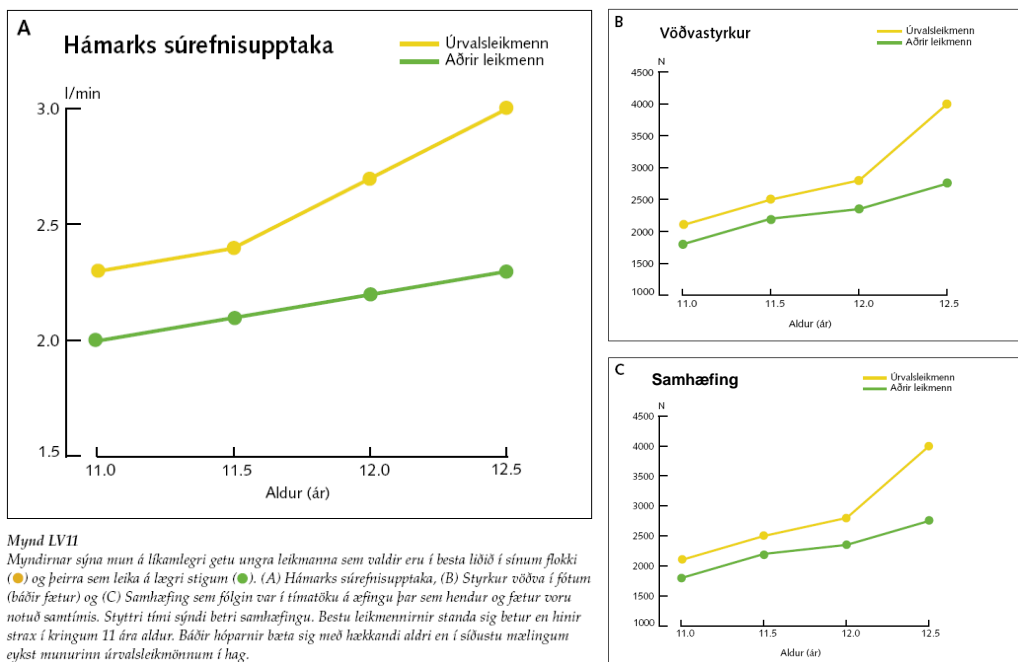 A
Hámarks súrefnisupptaka
Úrvalsleikmenn
Aðrir leikmenn
l/min
3.0
2.5
2.0
1.5
11.0 11.5 12.0 12.5
Aldur (ár)
Mynd LV11
Myndirnar sýna mun á líkamlegri getu ungra leikmanna sem valdir eru í besta liðið í sínum flokki
( ) og þeirra sem leika á lægri stigum ( ). (A) Hámarks súrefnisupptaka, (B) Styrkur vöðva í fótum
(báðir fætur) og (C) Samhæfing sem fólgin var í tímatöku á æfingu þar sem hendur og fætur voru
notuð samtímis. Styttri tími sýndi betri samhæfingu. Bestu leikmennirnir standa sig betur en hinir
strax í kringum 11 ára aldur. Báðir hóparnir bæta sig með hækkandi aldri en í síðustu mælingum
eykst munurinn úrvalsleikmönnum í hag.
B
Vöðvastyrkur
Úrvalsleikmenn
Aðrir leikmenn
N
4500
4000
3500
3000
2500
2000
1500
1000
11.0 11.5 12.0 12.5
Aldur (ár)
C
Samhæfing
Úrvalsleikmenn
Aðrir leikmenn
N
4500
4000
3500
3000
2500
2000
1500
1000
11.0 11.5 12.0 12.5
Aldur (ár)